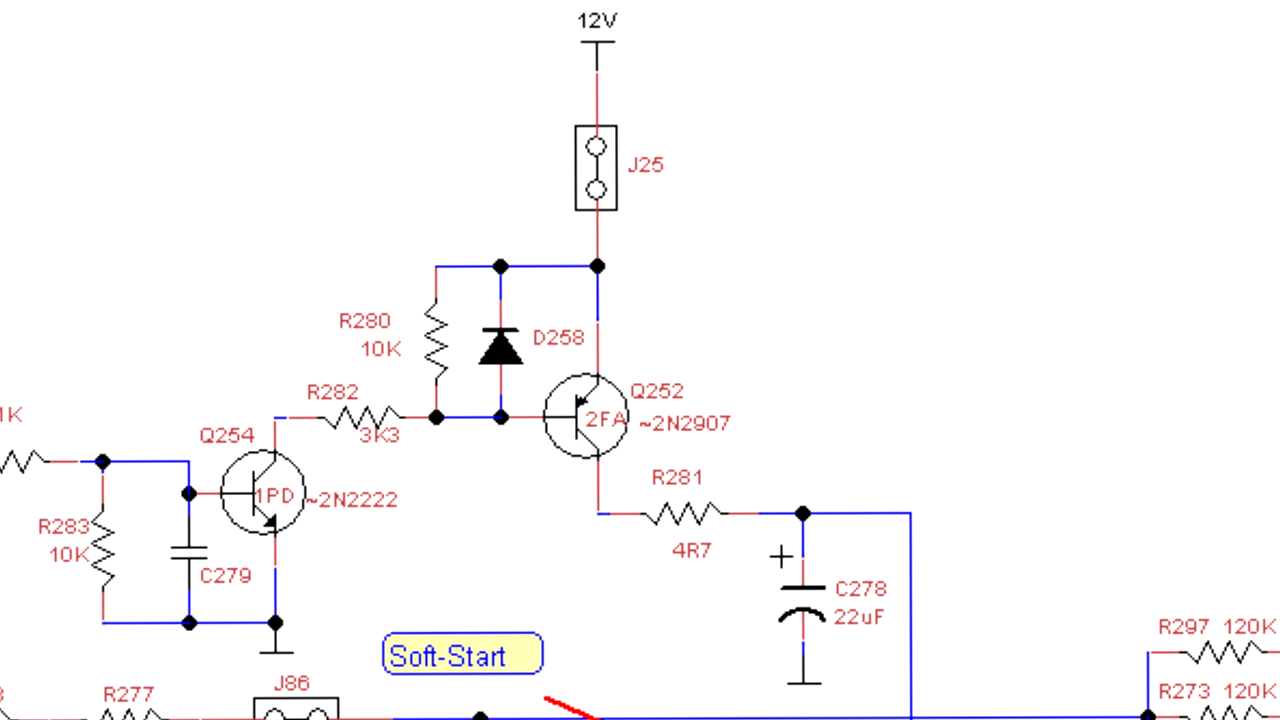 12V
J25
R280
10K
D258
R282
3K3
Q252
2FA
~2N2907
1K
Q254
1PD
~2N2222
R283
10K
C279
R281
4R7
+
C278
22uF
Soft-Start
R297 120K
J86
R277
R273 120K